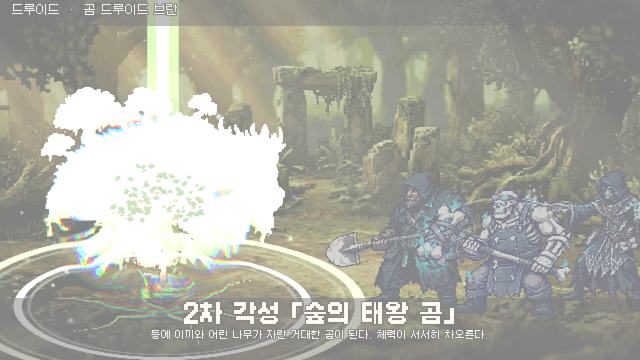 드루이드 · 곰 드루이드 브란
2차 각성 「숲의 태왕 곰」
등에 이끼와 어린 나무가 자란 거대한 곰이 된다. 체력이 서서히 차오른다.